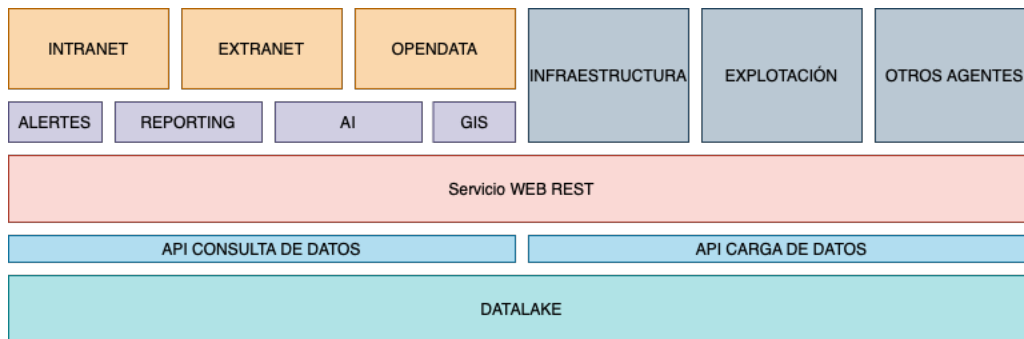 INTRANET
EXTRANET
OPENDATA
INFRAESTRUCTURA
EXPLOTACIÓN
OTROS AGENTES
ALERTES
REPORTING
AI
GIS
Servicio WEB REST
API CONSULTA DE DATOS
API CARGA DE DATOS
DATALAKE